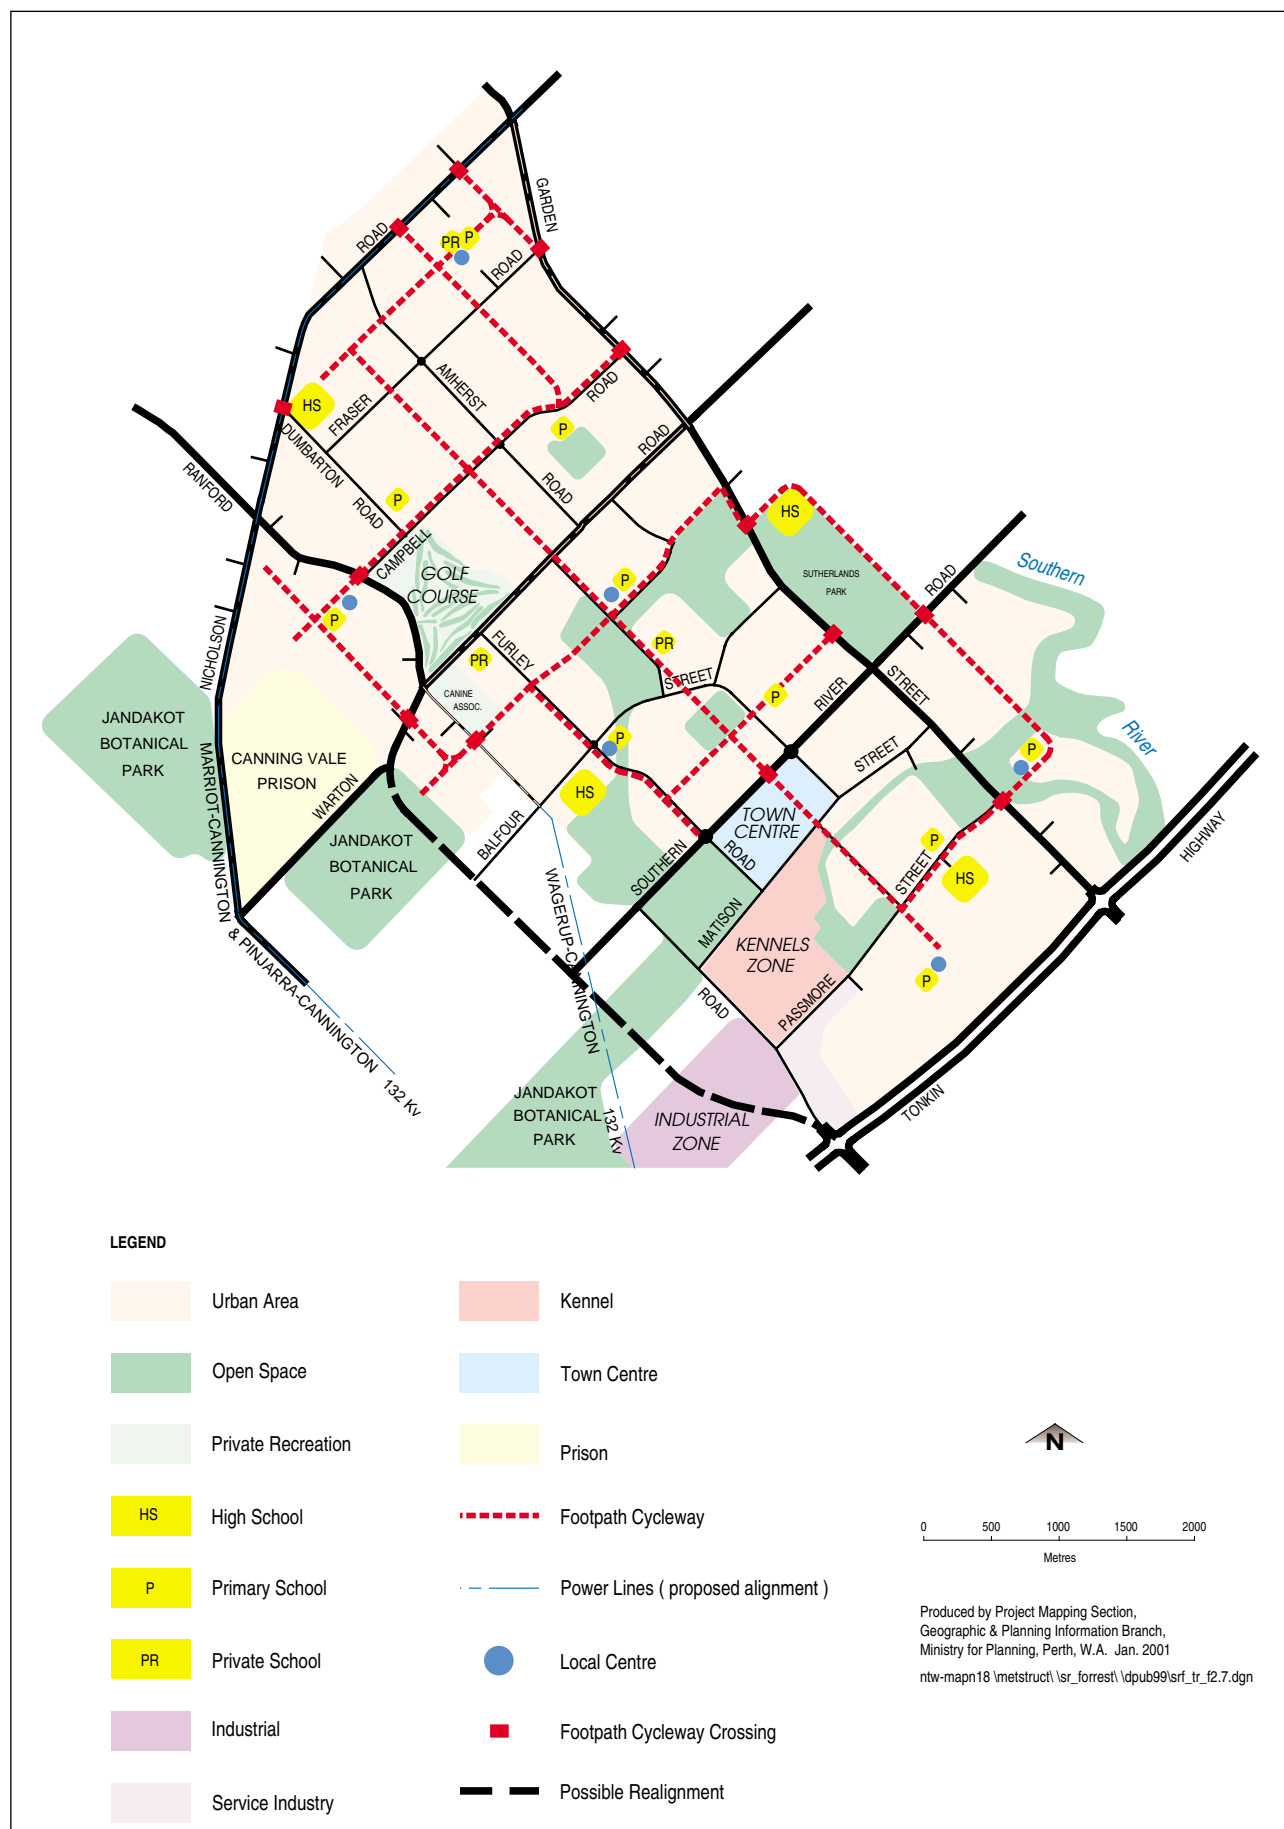 GARDEN
ROAD
PR
P
ROAD
HS
FRASER
AMHERST
ROAD
DUMBARTON
ROAD
P
ROAD
ROAD
P
RANFORD
CAMPBELL
GOLF
COURSE
HS
SUTHERLANDS
PARK
ROAD
Southern
River
P
P
NICHOLSON
FURLEY
PR
PR
CANINE
ASSOC.
STREET
P
RIVER
STREET
JANDAKOT
BOTANICAL
PARK
CANNING VALE
PRISON
WARTON
MARRIOT-CANNINGTON & PINJARRA-CANNINGTON 132 Kv
P
HS
STREET
P
TOWN
CENTRE
BALFOUR
JANDAKOT
BOTANICAL
PARK
SOUTHERN
ROAD
P
STREET
HS
HIGHWAY
WAGERUP-CANNINGTON 132 Kv
MATISON
KENNELS
ZONE
ROAD
PASSMORE
P
JANDAKOT
BOTANICAL
PARK
INDUSTRIAL
ZONE
TONKIN
LEGEND
Urban Area
Open Space
Private Recreation
HS
High School
P
Primary School
PR
Private School
Industrial
Service Industry
Kennel
Town Centre
Prison
Footpath Cycleway
Power Lines ( proposed alignment )
Local Centre
Footpath Cycleway Crossing
Possible Realignment
N
0 500 1000 1500 2000
Metres
Produced by Project Mapping Section,
Geographic & Planning Information Branch,
Ministry for Planning, Perth, W.A. Jan. 2001
ntw-mapn18 \metstruct\ \sr_forrest\ \dpub99\srf_tr_f2.7.dgn